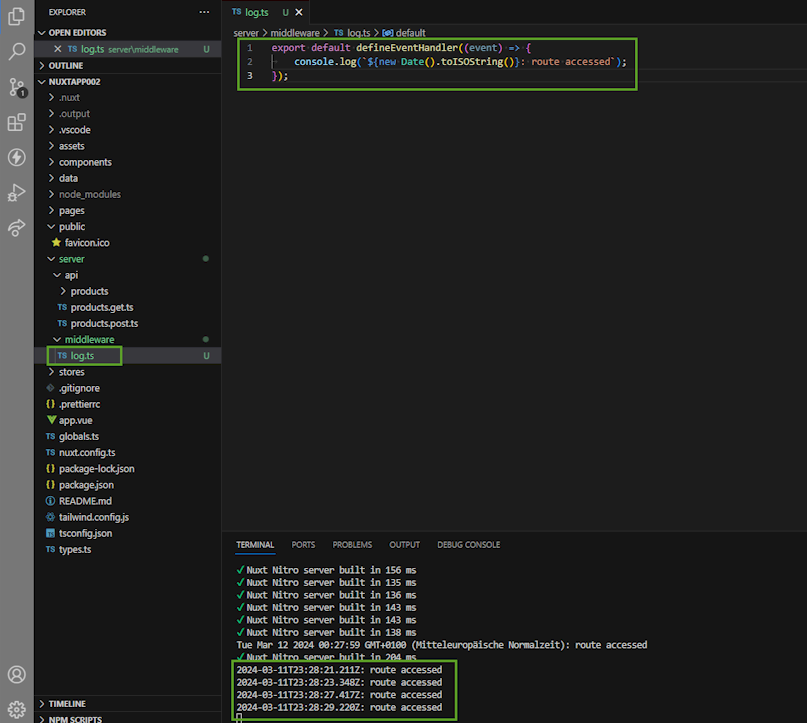 EXPLORER ···
OPEN EDITORS
TS log.ts server\middleware U
OUTLINE
NUXTAPP002
.nuxt
.output
.vscode
assets
components
data
node_modules
pages
public
favicon.ico
server
api
products
TS products.get.ts
TS products.post.ts
middleware
TS log.ts U
stores
.gitignore
{} .prettierrc
app.vue
TS globals.ts
TS nuxt.config.ts
{} package-lock.json
{} package.json
README.md
tailwind.config.js
TS tsconfig.json
TS types.ts
TIMELINE
NPM SCRIPTS
1
TS log.ts U
server > middleware > TS log.ts > default
1 export default defineEventHandler((event) => {
2 console.log(`${new Date().toISOString()}: route accessed`);
3 });
TERMINAL PORTS PROBLEMS OUTPUT DEBUG CONSOLE
✓ Nuxt Nitro server built in 156 ms
✓ Nuxt Nitro server built in 135 ms
✓ Nuxt Nitro server built in 136 ms
✓ Nuxt Nitro server built in 143 ms
✓ Nuxt Nitro server built in 143 ms
✓ Nuxt Nitro server built in 138 ms
Tue Mar 12 2024 00:27:59 GMT+0100 (Mitteleuropäische Normalzeit): route accessed
✓ Nuxt Nitro server built in 204 ms
2024-03-11T23:28:21.211Z: route accessed
2024-03-11T23:28:23.348Z: route accessed
2024-03-11T23:28:27.417Z: route accessed
2024-03-11T23:28:29.220Z: route accessed